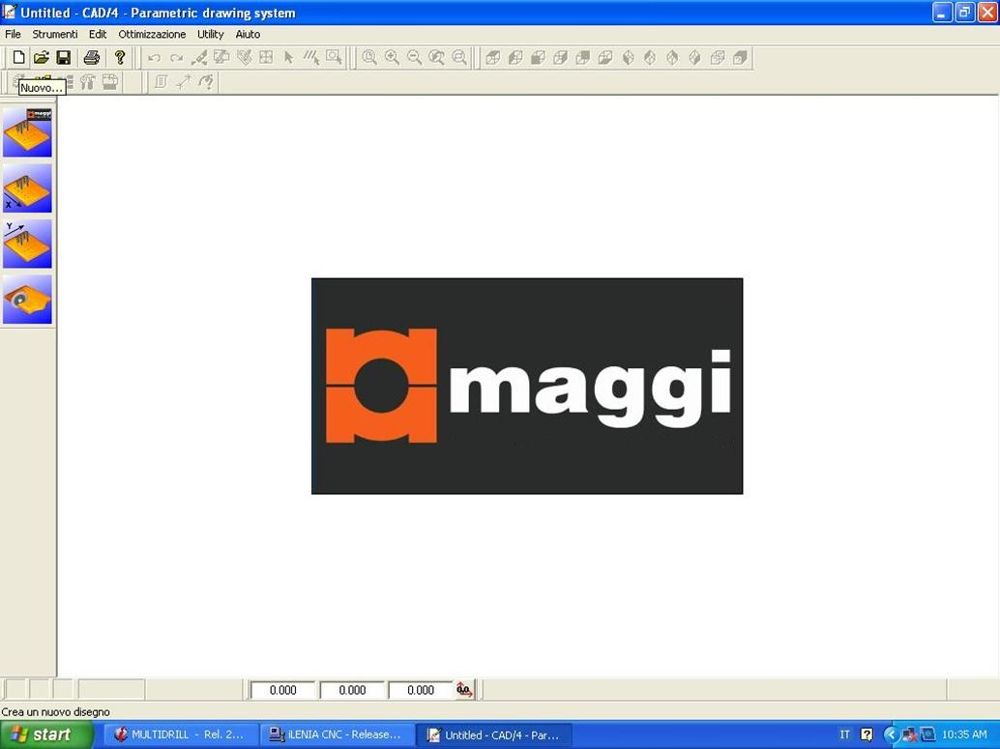 Untitled - CAD/4 - Parametric drawing system
File Strumenti Edit Ottimizzazione Utility Aiuto
Nuovo...
maggi
X
Y
maggi
0.000 0.000 0.000
Crea un nuovo disegno
start MULTIDRILL - Rel. 2... iLENIA CNC - Release... Untitled - CAD/4 - Par... IT 10:35 AM